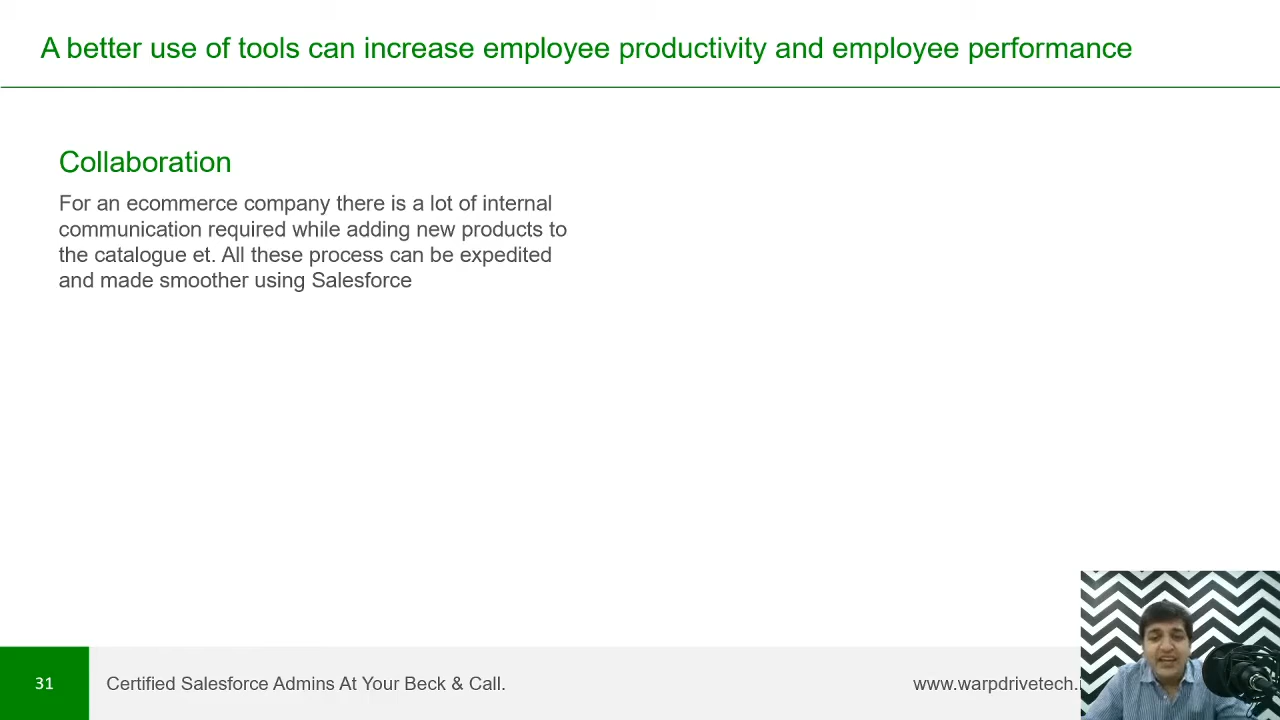 A better use of tools can increase employee productivity and employee performance
Collaboration
For an ecommerce company there is a lot of internal
communication required while adding new products to
the catalogue et. All these process can be expedited
and made smoother using Salesforce
31
Certified Salesforce Admins At Your Beck & Call.
www.warpdrivetech.